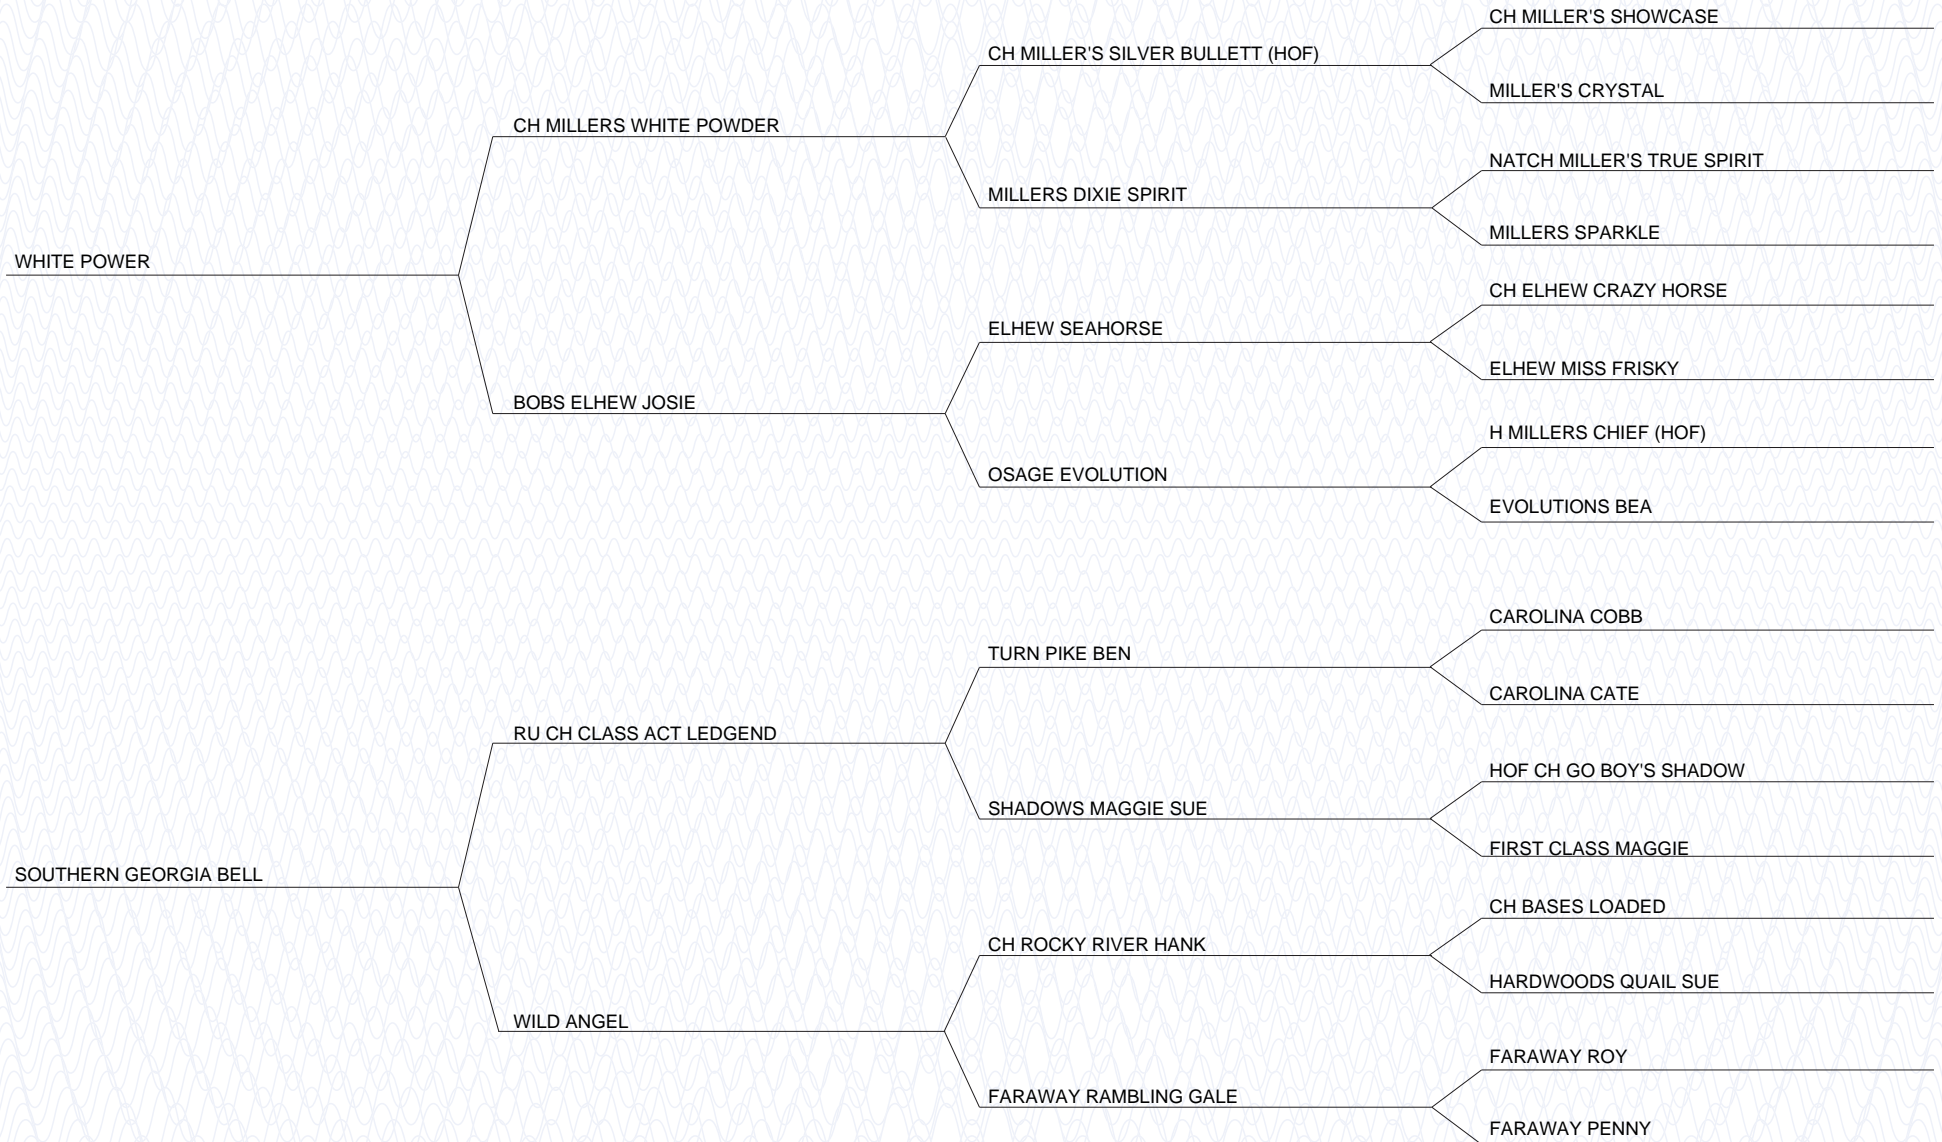 CH MILLER'S SHOWCASE
CH MILLER'S SILVER BULLETT (HOF)
MILLER'S CRYSTAL
CH MILLERS WHITE POWDER
NATCH MILLER'S TRUE SPIRIT
MILLERS DIXIE SPIRIT
MILLERS SPARKLE
WHITE POWER
CH ELHEW CRAZY HORSE
ELHEW SEAHORSE
ELHEW MISS FRISKY
BOBS ELHEW JOSIE
H MILLERS CHIEF (HOF)
OSAGE EVOLUTION
EVOLUTIONS BEA
CAROLINA COBB
TURN PIKE BEN
CAROLINA CATE
RU CH CLASS ACT LEDGEND
HOF CH GO BOY'S SHADOW
SHADOWS MAGGIE SUE
FIRST CLASS MAGGIE
SOUTHERN GEORGIA BELL
CH BASES LOADED
CH ROCKY RIVER HANK
HARDWOODS QUAIL SUE
WILD ANGEL
FARAWAY ROY
FARAWAY RAMBLING GALE
FARAWAY PENNY